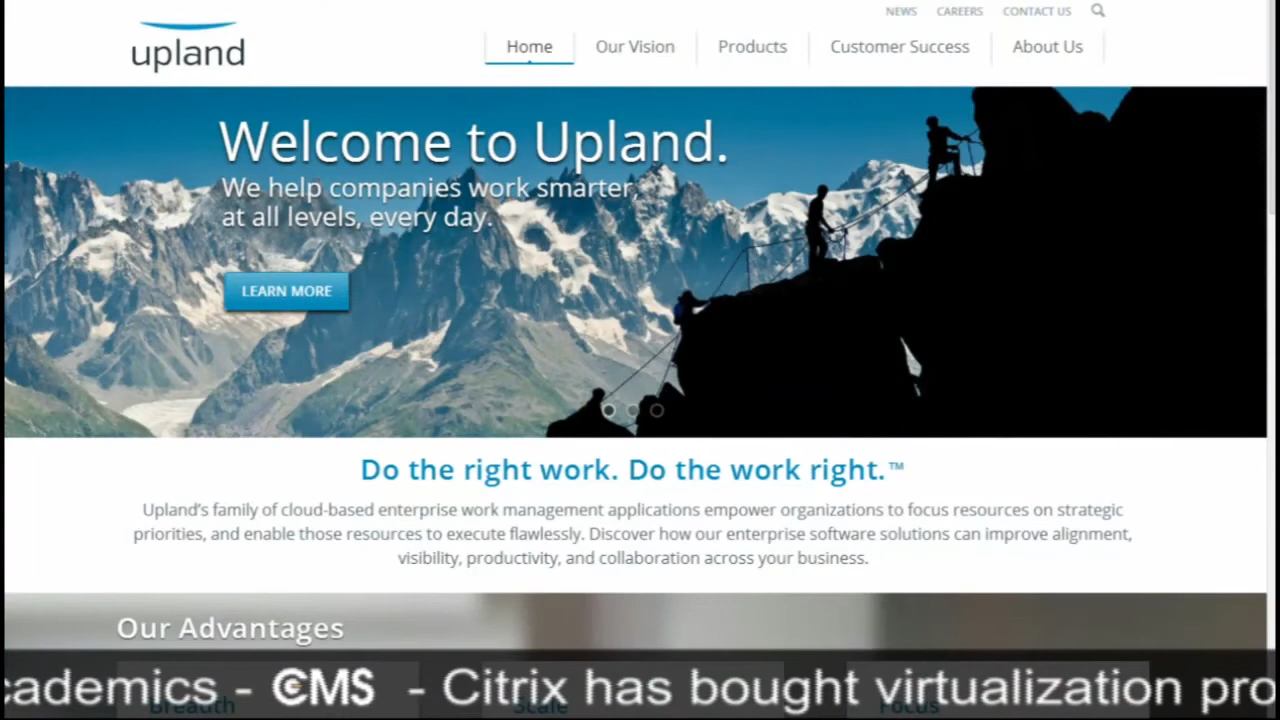 NEWS CAREERS CONTACT US
upland
Home Our Vision Products Customer Success About Us
Welcome to Upland.
We help companies work smarter,
at all levels, every day.
LEARN MORE
Do the right work. Do the work right.™
Upland's family of cloud-based enterprise work management applications empower organizations to focus resources on strategic
priorities, and enable those resources to execute flawlessly. Discover how our enterprise software solutions can improve alignment,
visibility, productivity, and collaboration across your business.
Our Advantages
cademics - CMS - Citrix has bought virtualization pro
Breadth Scale Focus